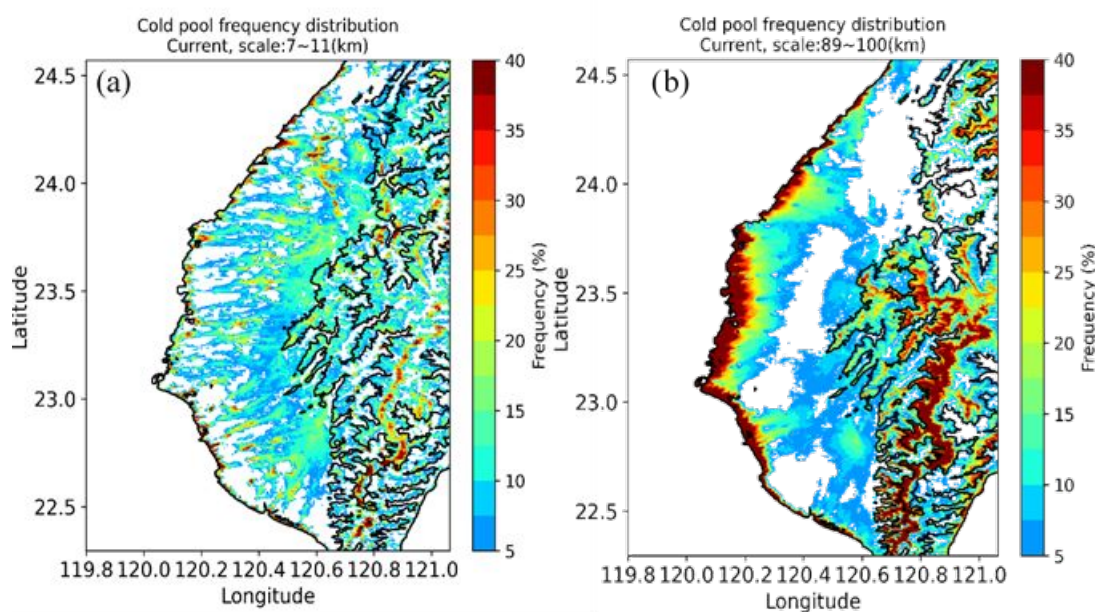 Cold pool frequency distribution
Current, scale:7~11(km)
(a)
24.5
24.0
23.5
23.0
22.5
Latitude
119.8 120.0 120.2 120.4 120.6 120.8 121.0
Longitude
40
35
30
25
20
15
10
5
Frequency (%)
Cold pool frequency distribution
Current, scale:89~100(km)
(b)
24.5
24.0
23.5
23.0
22.5
Latitude
119.8 120.0 120.2 120.4 120.6 120.8 121.0
Longitude
40
35
30
25
20
15
10
5
Frequency (%)